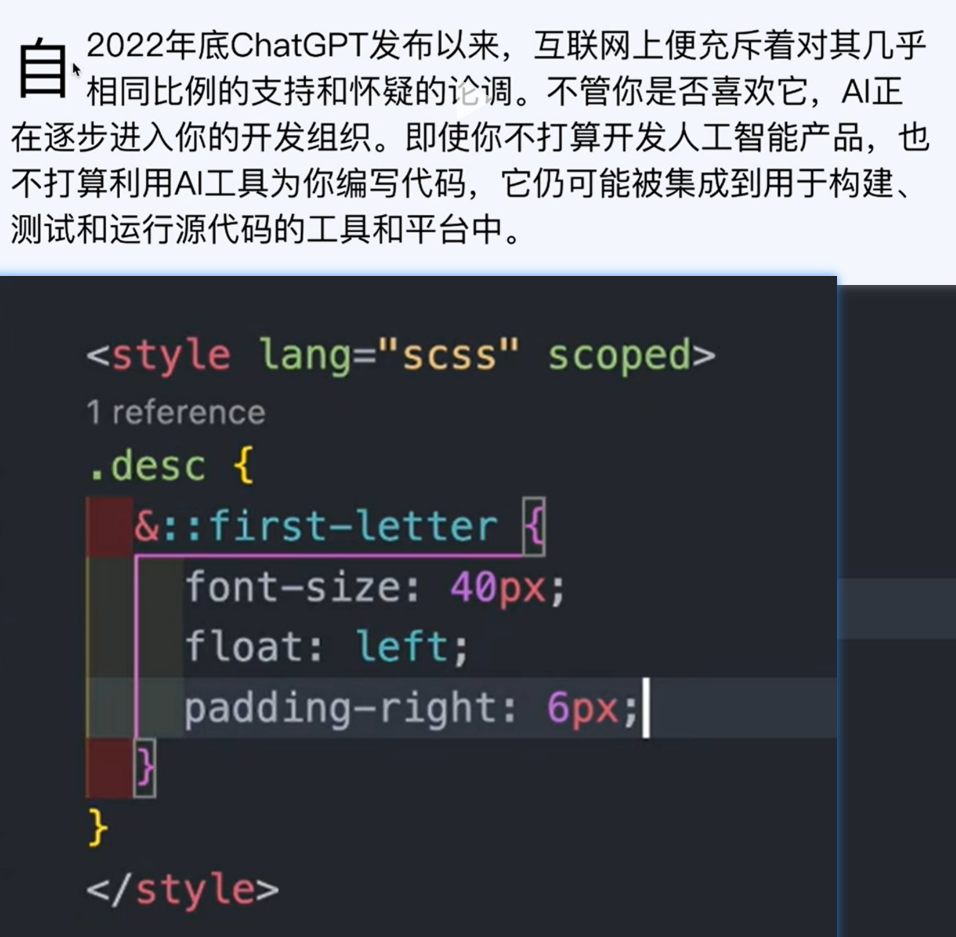 自 2022年底ChatGPT发布以来，互联网上便充斥着对其几乎
相同比例的支持和怀疑的论调。不管你是否喜欢它，AI正
在逐步进入你的开发组织。即使你不打算开发人工智能产品，也
不打算利用AI工具为你编写代码，它仍可能被集成到用于构建、
测试和运行源代码的工具和平台中。
<style lang="scss" scoped>
1 reference
.desc {
&::first-letter {
font-size: 40px;
float: left;
padding-right: 6px;
}
}
</style>